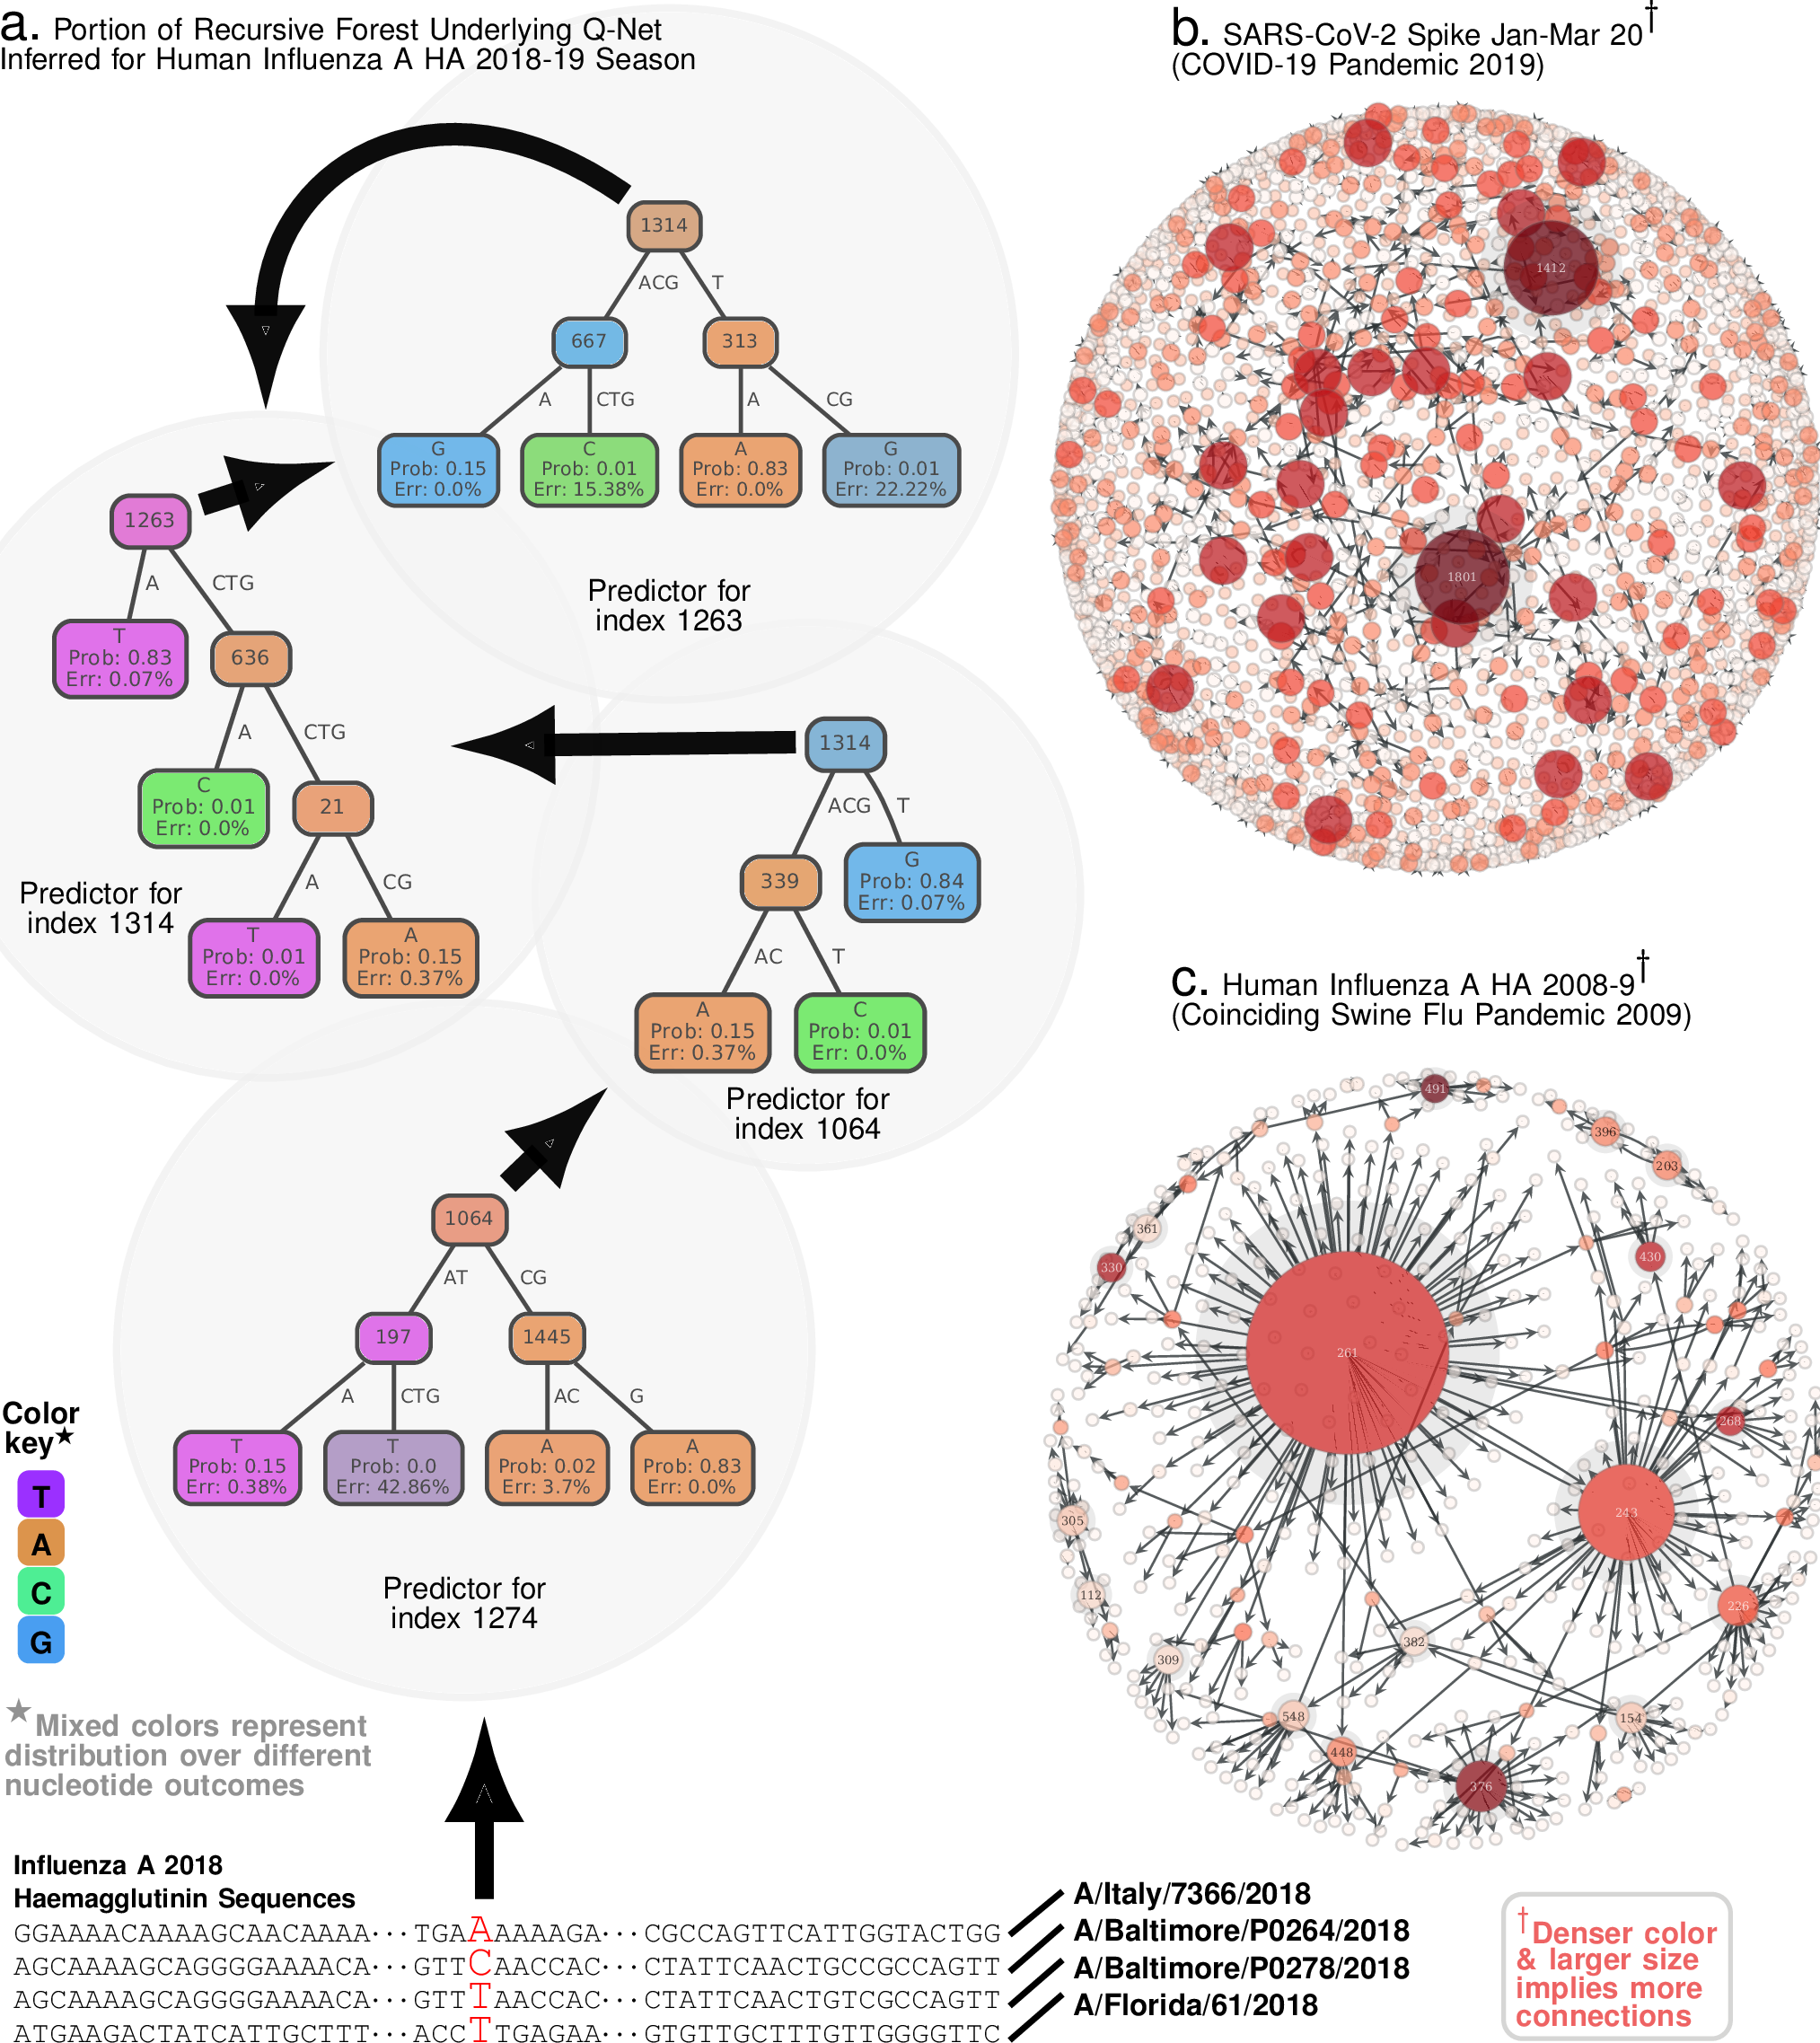 a. Portion of Recursive Forest Underlying Q-Net
Inferred for Human Influenza A HA 2018-19 Season
1314
ACG T
667 313
A CTG A CG
G
Prob: 0.15
Err: 0.0%
C
Prob: 0.01
Err: 15.38%
A
Prob: 0.83
Err: 0.0%
G
Prob: 0.01
Err: 22.22%
Predictor for
index 1263
1263
A CTG
T
Prob: 0.83
Err: 0.07%
636
A CTG
C
Prob: 0.01
Err: 0.0%
21
A CG
T
Prob: 0.01
Err: 0.0%
A
Prob: 0.15
Err: 0.37%
Predictor for
index 1314
1314
ACG T
339
G
Prob: 0.84
Err: 0.07%
AC T
A
Prob: 0.15
Err: 0.37%
C
Prob: 0.01
Err: 0.0%
Predictor for
index 1064
1064
AT CG
197 1445
A CTG AC G
T
Prob: 0.15
Err: 0.38%
T
Prob: 0.0
Err: 42.86%
A
Prob: 0.02
Err: 3.7%
A
Prob: 0.83
Err: 0.0%
Predictor for
index 1274
Color
key★
T
A
C
G
★Mixed colors represent
distribution over different
nucleotide outcomes
Influenza A 2018
Haemagglutinin Sequences
GGAAAACAAAAGCAACAAAA···TGAAAAAAGA···CGCCAGTTCATTGGTACTGG
AGCAAAAGCAGGGGAAAACA···GTTCAACCAC···CTATTCAACTGCCGCCAGTT
AGCAAAAGCAGGGGAAAACA···GTTTAACCAC···CTATTCAACTGTCGCCAGTT
ATGAAGACTATCATTGCTTT···ACCTTGAGAA···GTGTTGCTTTGTTGGGGTTC
A/Italy/7366/2018
A/Baltimore/P0264/2018
A/Baltimore/P0278/2018
A/Florida/61/2018
b. SARS-CoV-2 Spike Jan-Mar 20†
(COVID-19 Pandemic 2019)
1412
1801
c. Human Influenza A HA 2008-9†
(Coinciding Swine Flu Pandemic 2009)
491
396
203
361
330
430
261
268
243
305
112
226
382
309
548
154
448
376
†Denser color
& larger size
implies more
connections